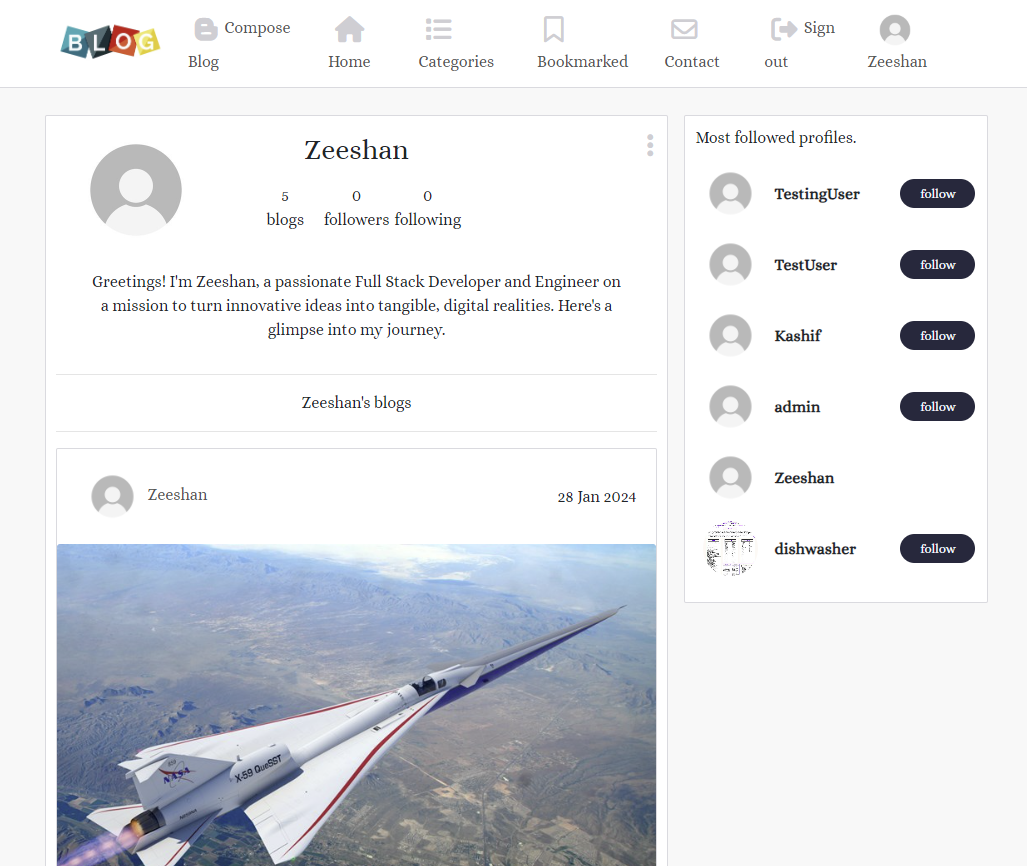 BLOG
Compose
Blog
Home
Categories
Bookmarked
Contact
Sign
out
Zeeshan
Zeeshan
5
blogs
0
followers
0
following
Greetings! I'm Zeeshan, a passionate Full Stack Developer and Engineer on
a mission to turn innovative ideas into tangible, digital realities. Here's a
glimpse into my journey.
Zeeshan's blogs
Zeeshan
28 Jan 2024
859
NASA
X-59 QueSST
Most followed profiles.
TestingUser
follow
TestUser
follow
Kashif
follow
admin
follow
Zeeshan
dishwasher
follow